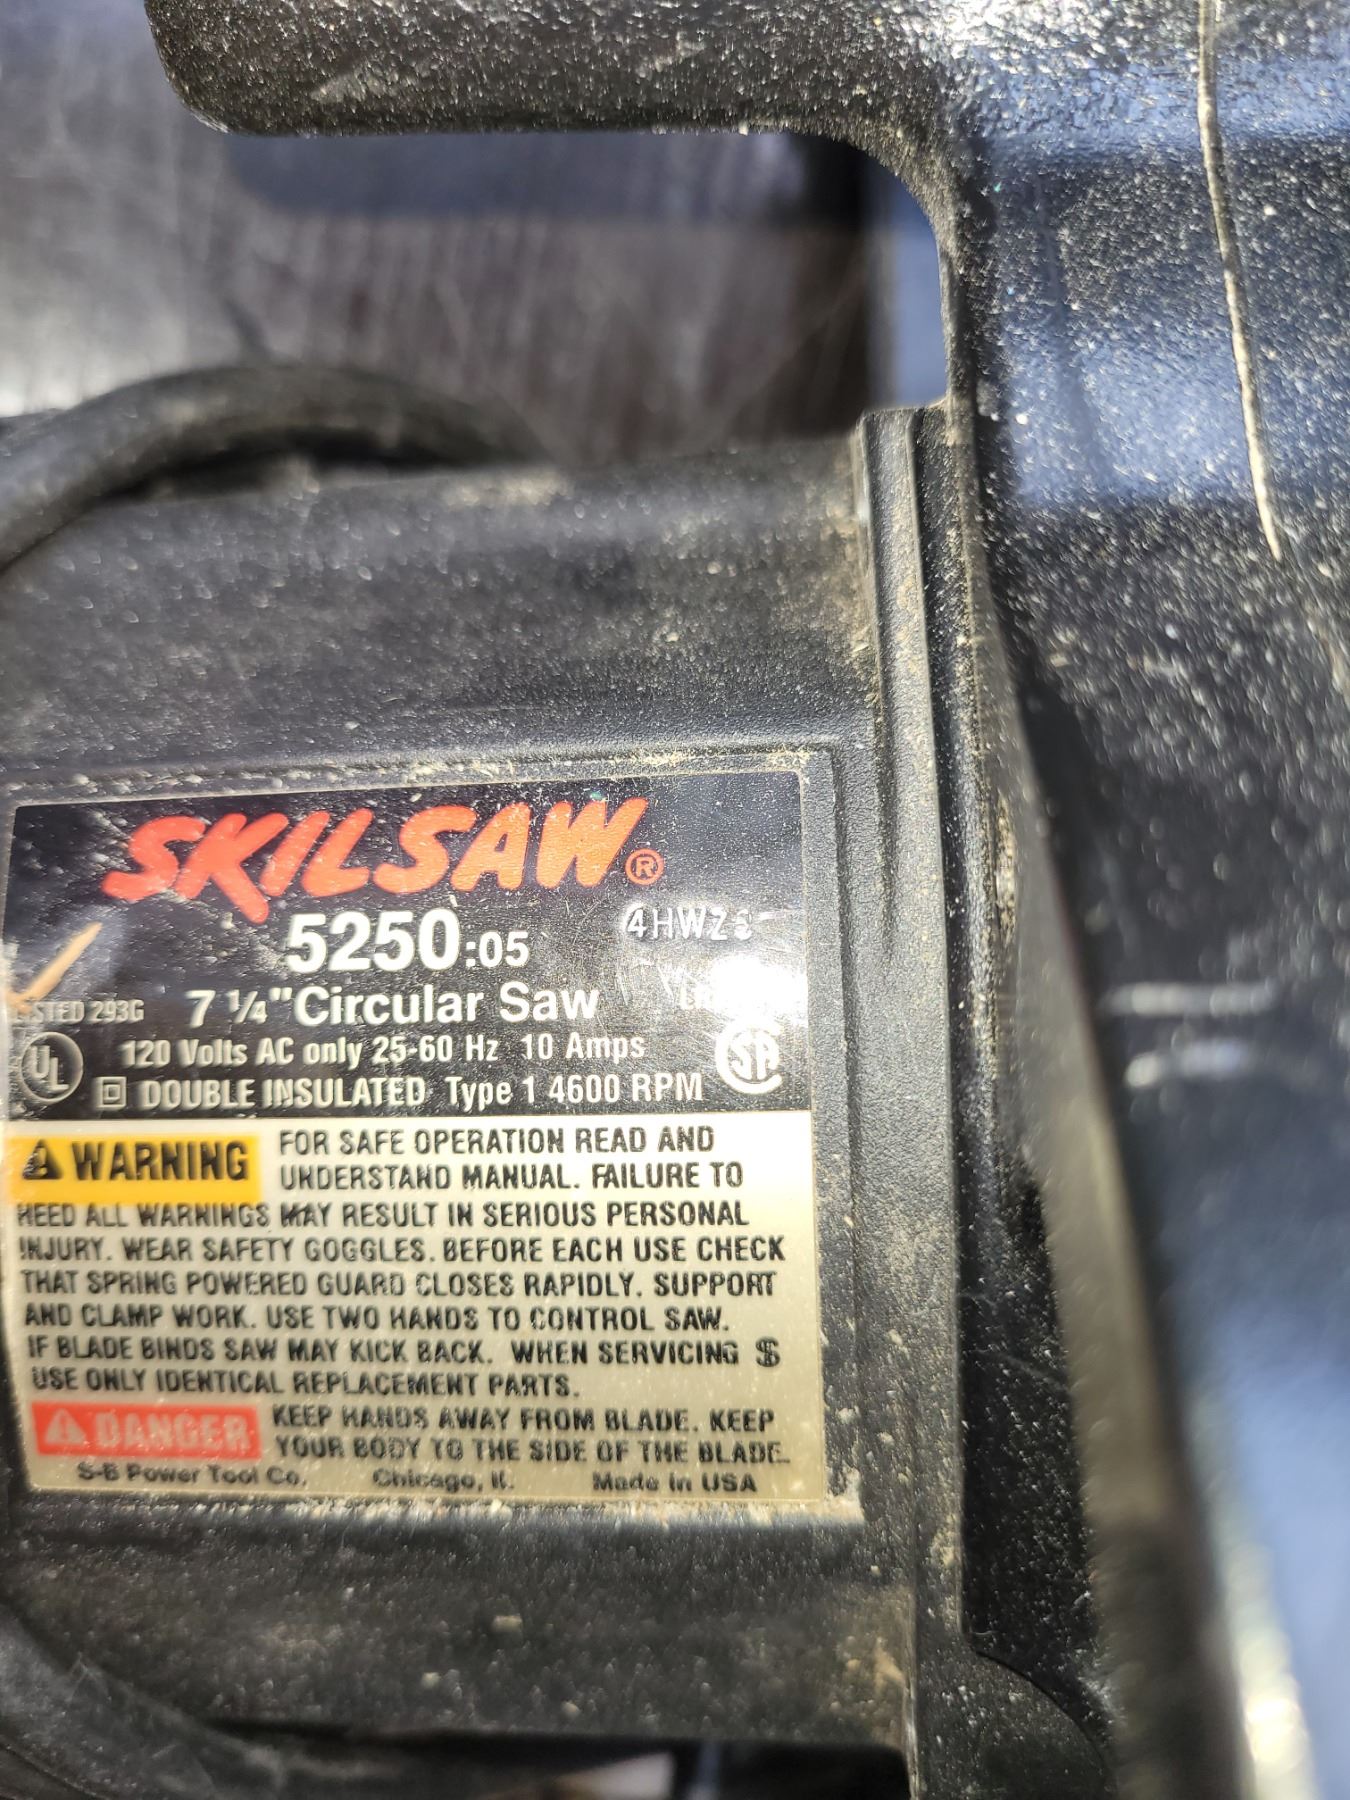 SKILSAW®
5250:05
293G 7 1/4" Circular Saw
UL 120 Volts AC only 25-60 Hz 10 Amps
DOUBLE INSULATED Type 1 4600 RPM
WARNING FOR SAFE OPERATION READ AND
UNDERSTAND MANUAL. FAILURE TO
HEED ALL WARNINGS MAY RESULT IN SERIOUS PERSONAL
INJURY. WEAR SAFETY GOGGLES. BEFORE EACH USE CHECK
THAT SPRING POWERED GUARD CLOSES RAPIDLY. SUPPORT
AND CLAMP WORK. USE TWO HANDS TO CONTROL SAW.
IF BLADE BINDS SAW MAY KICK BACK. WHEN SERVICING
USE ONLY IDENTICAL REPLACEMENT PARTS.
DANGER KEEP HANDS AWAY FROM BLADE. KEEP
YOUR BODY TO THE SIDE OF THE BLADE.
S-B Power Tool Co. Chicago, IL. Made in USA